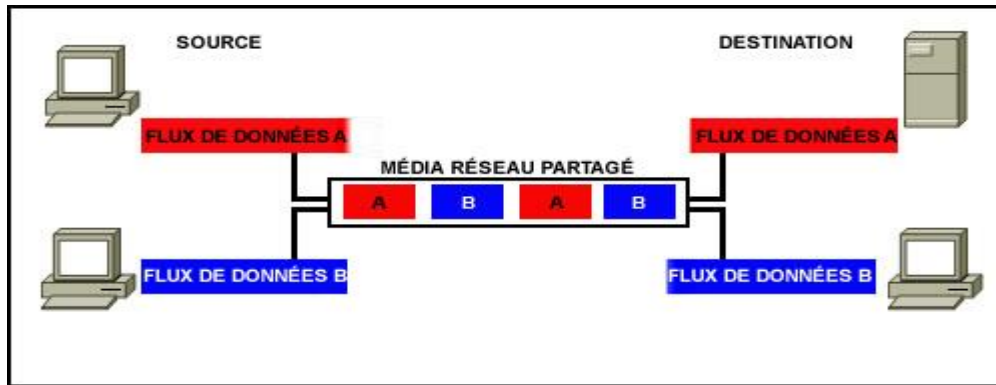 SOURCE
DESTINATION
FLUX DE DONNÉES A
FLUX DE DONNÉES A
MÉDIA RÉSEAU PARTAGÉ
A B A B
FLUX DE DONNÉES B
FLUX DE DONNÉES B